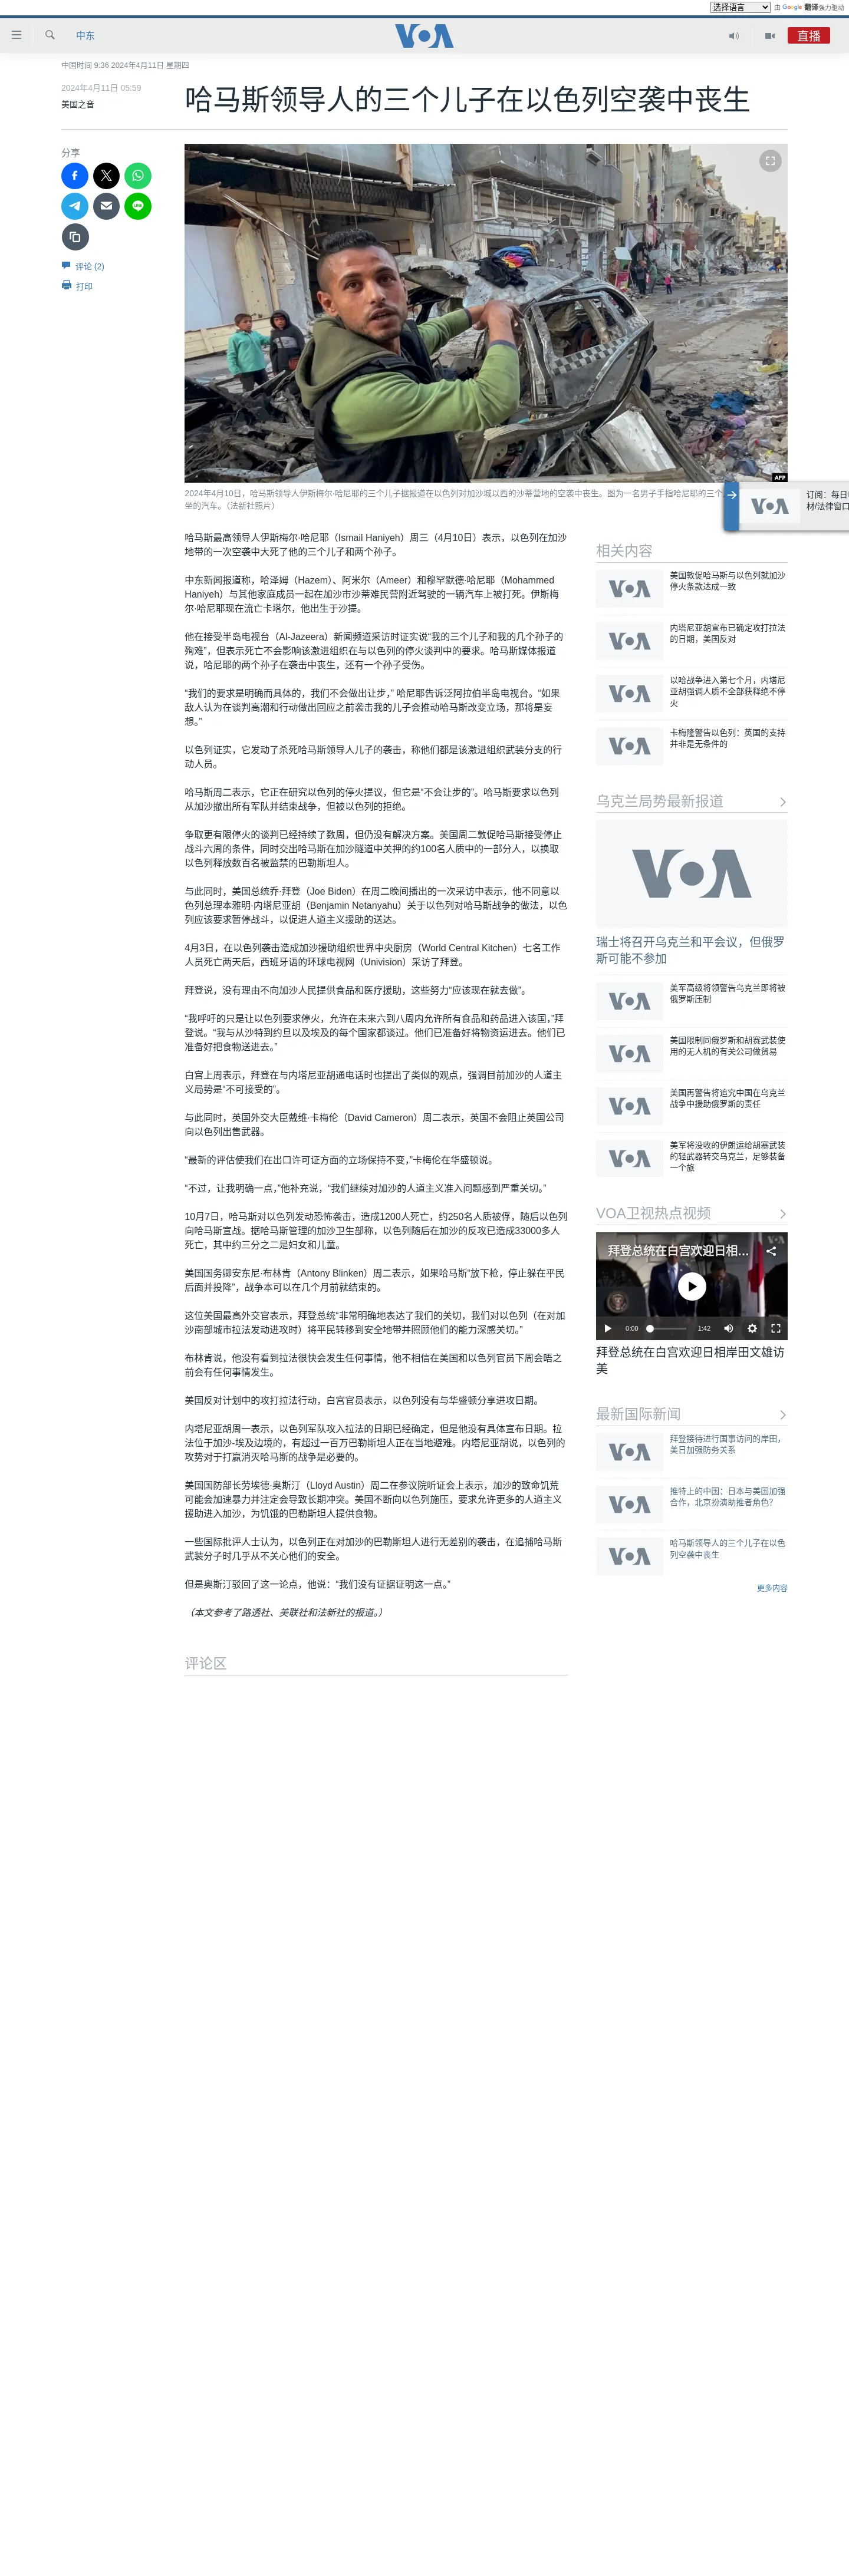 选择语言 由 Google 翻译强力驱动
中东
VOA
直播
中国时间 9:36 2024年4月11日 星期四
2024年4月11日 05:59
美国之音
哈马斯领导人的三个儿子在以色列空袭中丧生
分享
评论 (2)
打印
AFP
2024年4月10日，哈马斯领导人伊斯梅尔·哈尼耶的三个儿子据报道在以色列对加沙城以西的沙蒂营地的空袭中丧生。图为一名男子手指哈尼耶的三个
坐的汽车。（法新社照片）
订阅：每日
材/法律窗口
哈马斯最高领导人伊斯梅尔·哈尼耶（Ismail Haniyeh）周三（4月10日）表示，以色列在加沙
地带的一次空袭中大死了他的三个儿子和两个孙子。
中东新闻报道称，哈泽姆（Hazem）、阿米尔（Ameer）和穆罕默德·哈尼耶（Mohammed
Haniyeh）与其他家庭成员一起在加沙市沙蒂难民营附近驾驶的一辆汽车上被打死。伊斯梅
尔·哈尼耶现在流亡卡塔尔，他出生于沙提。
他在接受半岛电视台（Al-Jazeera）新闻频道采访时证实说“我的三个儿子和我的几个孙子的
殉难”，但表示死亡不会影响该激进组织在与以色列的停火谈判中的要求。哈马斯媒体报道
说，哈尼耶的两个孙子在袭击中丧生，还有一个孙子受伤。
“我们的要求是明确而具体的，我们不会做出让步，” 哈尼耶告诉泛阿拉伯半岛电视台。“如果
敌人认为在谈判高潮和行动做出回应之前袭击我的儿子会推动哈马斯改变立场，那将是妄
想。”
以色列证实，它发动了杀死哈马斯领导人儿子的袭击，称他们都是该激进组织武装分支的行
动人员。
哈马斯周二表示，它正在研究以色列的停火提议，但它是“不会让步的”。哈马斯要求以色列
从加沙撤出所有军队并结束战争，但被以色列的拒绝。
争取更有限停火的谈判已经持续了数周，但仍没有解决方案。美国周二敦促哈马斯接受停止
战斗六周的条件，同时交出哈马斯在加沙隧道中关押的约100名人质中的一部分人，以换取
以色列释放数百名被监禁的巴勒斯坦人。
与此同时，美国总统乔·拜登（Joe Biden）在周二晚间播出的一次采访中表示，他不同意以
色列总理本雅明·内塔尼亚胡（Benjamin Netanyahu）关于以色列对哈马斯战争的做法，以色
列应该要求暂停战斗，以促进人道主义援助的送达。
4月3日，在以色列袭击造成加沙援助组织世界中央厨房（World Central Kitchen）七名工作
人员死亡两天后，西班牙语的环球电视网（Univision）采访了拜登。
拜登说，没有理由不向加沙人民提供食品和医疗援助，这些努力“应该现在就去做”。
“我呼吁的只是让以色列要求停火，允许在未来六到八周内允许所有食品和药品进入该国，”拜
登说。“我与从沙特到约旦以及埃及的每个国家都谈过。他们已准备好将物资运进去。他们已
准备好把食物送进去。”
白宫上周表示，拜登在与内塔尼亚胡通电话时也提出了类似的观点，强调目前加沙的人道主
义局势是“不可接受的”。
与此同时，英国外交大臣戴维·卡梅伦（David Cameron）周二表示，英国不会阻止英国公司
向以色列出售武器。
“最新的评估使我们在出口许可证方面的立场保持不变，”卡梅伦在华盛顿说。
“不过，让我明确一点，”他补充说，“我们继续对加沙的人道主义准入问题感到严重关切。”
10月7日，哈马斯对以色列发动恐怖袭击，造成1200人死亡，约250名人质被俘，随后以色列
向哈马斯宣战。据哈马斯管理的加沙卫生部称，以色列随后在加沙的反攻已造成33000多人
死亡，其中约三分之二是妇女和儿童。
美国国务卿安东尼·布林肯（Antony Blinken）周二表示，如果哈马斯“放下枪，停止躲在平民
后面并投降”，战争本可以在几个月前就结束的。
这位美国最高外交官表示，拜登总统“非常明确地表达了我们的关切，我们对以色列（在对加
沙南部城市拉法发动进攻时）将平民转移到安全地带并照顾他们的能力深感关切。”
布林肯说，他没有看到拉法很快会发生任何事情，他不相信在美国和以色列官员下周会晤之
前会有任何事情发生。
美国反对计划中的攻打拉法行动，白宫官员表示，以色列没有与华盛顿分享进攻日期。
内塔尼亚胡周一表示，以色列军队攻入拉法的日期已经确定，但是他没有具体宣布日期。拉
法位于加沙-埃及边境的，有超过一百万巴勒斯坦人正在当地避难。内塔尼亚胡说，以色列的
攻势对于打赢消灭哈马斯的战争是必要的。
美国国防部长劳埃德·奥斯汀（Lloyd Austin）周二在参议院听证会上表示，加沙的致命饥荒
可能会加速暴力并注定会导致长期冲突。美国不断向以色列施压，要求允许更多的人道主义
援助进入加沙，为饥饿的巴勒斯坦人提供食物。
一些国际批评人士认为，以色列正在对加沙的巴勒斯坦人进行无差别的袭击，在追捕哈马斯
武装分子时几乎从不关心他们的安全。
但是奥斯汀驳回了这一论点，他说：“我们没有证据证明这一点。”
（本文参考了路透社、美联社和法新社的报道。）
评论区
相关内容
VOA
美国敦促哈马斯与以色列就加沙
停火条款达成一致
内塔尼亚胡宣布已确定攻打拉法
的日期，美国反对
以哈战争进入第七个月，内塔尼
亚胡强调人质不全部获释绝不停
火
卡梅隆警告以色列：英国的支持
并非是无条件的
乌克兰局势最新报道
VOA
瑞士将召开乌克兰和平会议，但俄罗
斯可能不参加
美军高级将领警告乌克兰即将被
俄罗斯压制
美国限制同俄罗斯和胡赛武装使
用的无人机的有关公司做贸易
美国再警告将追究中国在乌克兰
战争中援助俄罗斯的责任
美军将没收的伊朗运给胡塞武装
的轻武器转交乌克兰，足够装备
一个旅
VOA卫视热点视频
拜登总统在白宫欢迎日相...
0:00 1:42
拜登总统在白宫欢迎日相岸田文雄访
美
最新国际新闻
拜登接待进行国事访问的岸田，
美日加强防务关系
推特上的中国：日本与美国加强
合作，北京扮演助推者角色？
哈马斯领导人的三个儿子在以色
列空袭中丧生
更多内容